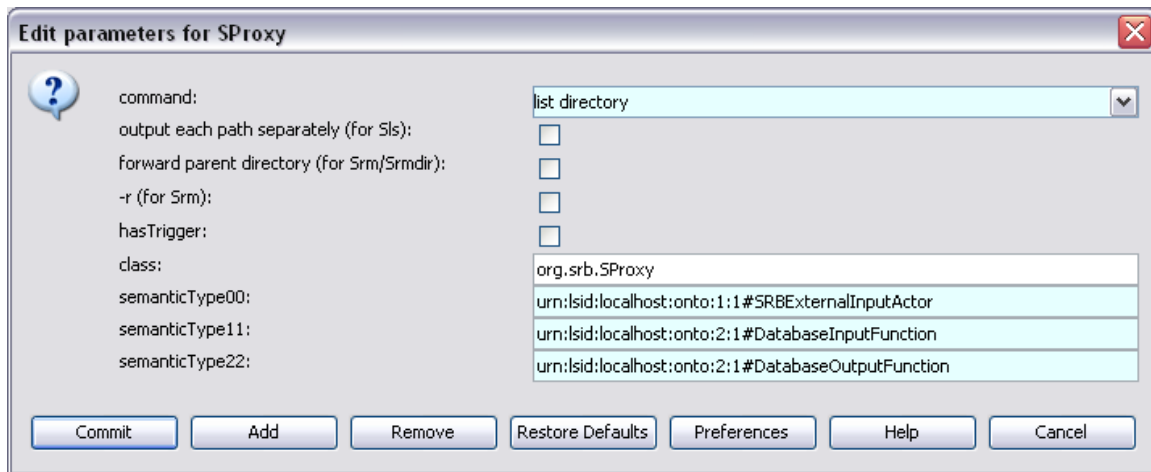 Edit parameters for SProxy
?
command: list directory
output each path separately (for Sls):
forward parent directory (for Srm/Srmdir):
-r (for Srm):
hasTrigger:
class: org.srb.SProxy
semanticType00: urn:lsid:localhost:onto:1:1#SRBExternalInputActor
semanticType11: urn:lsid:localhost:onto:2:1#DatabaseInputFunction
semanticType22: urn:lsid:localhost:onto:2:1#DatabaseOutputFunction
Commit Add Remove Restore Defaults Preferences Help Cancel